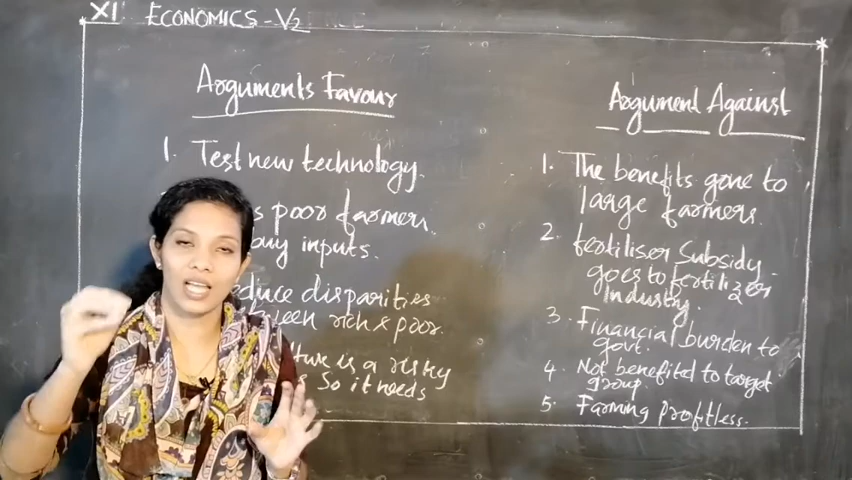 XI ECONOMICS - V2
Arguments Favour
1. Test new technology.
poor farmers
buy inputs.
disparities
rich & poor.
is a risky
So it needs
Argument Against
1. The benefits gone to
large farmers.
2. fertiliser Subsidy
goes to fertilizer
Industry.
3. Financial burden to
govt.
4. Not benefited to target
group.
5. Farming profitless.